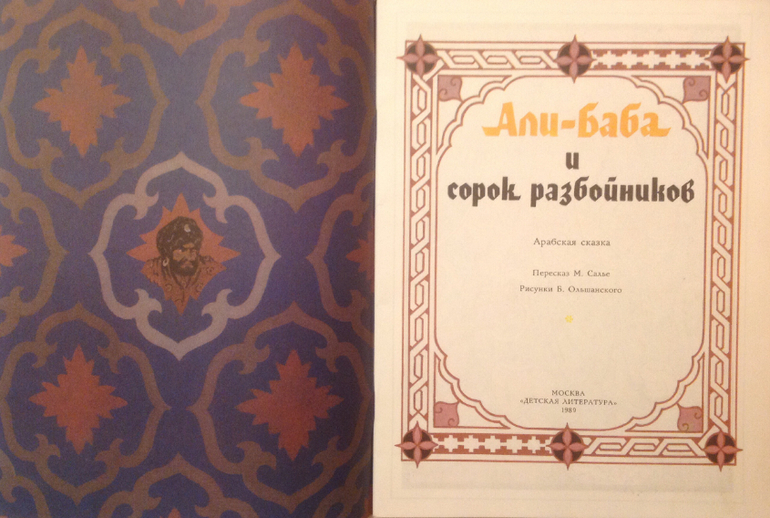 Али-Баба
и
сорок разбойников
Арабская сказка
Пересказ М. Салье
Рисунки Б. Ольшанского
МОСКВА
«ДЕТСКАЯ ЛИТЕРАТУРА»
1989